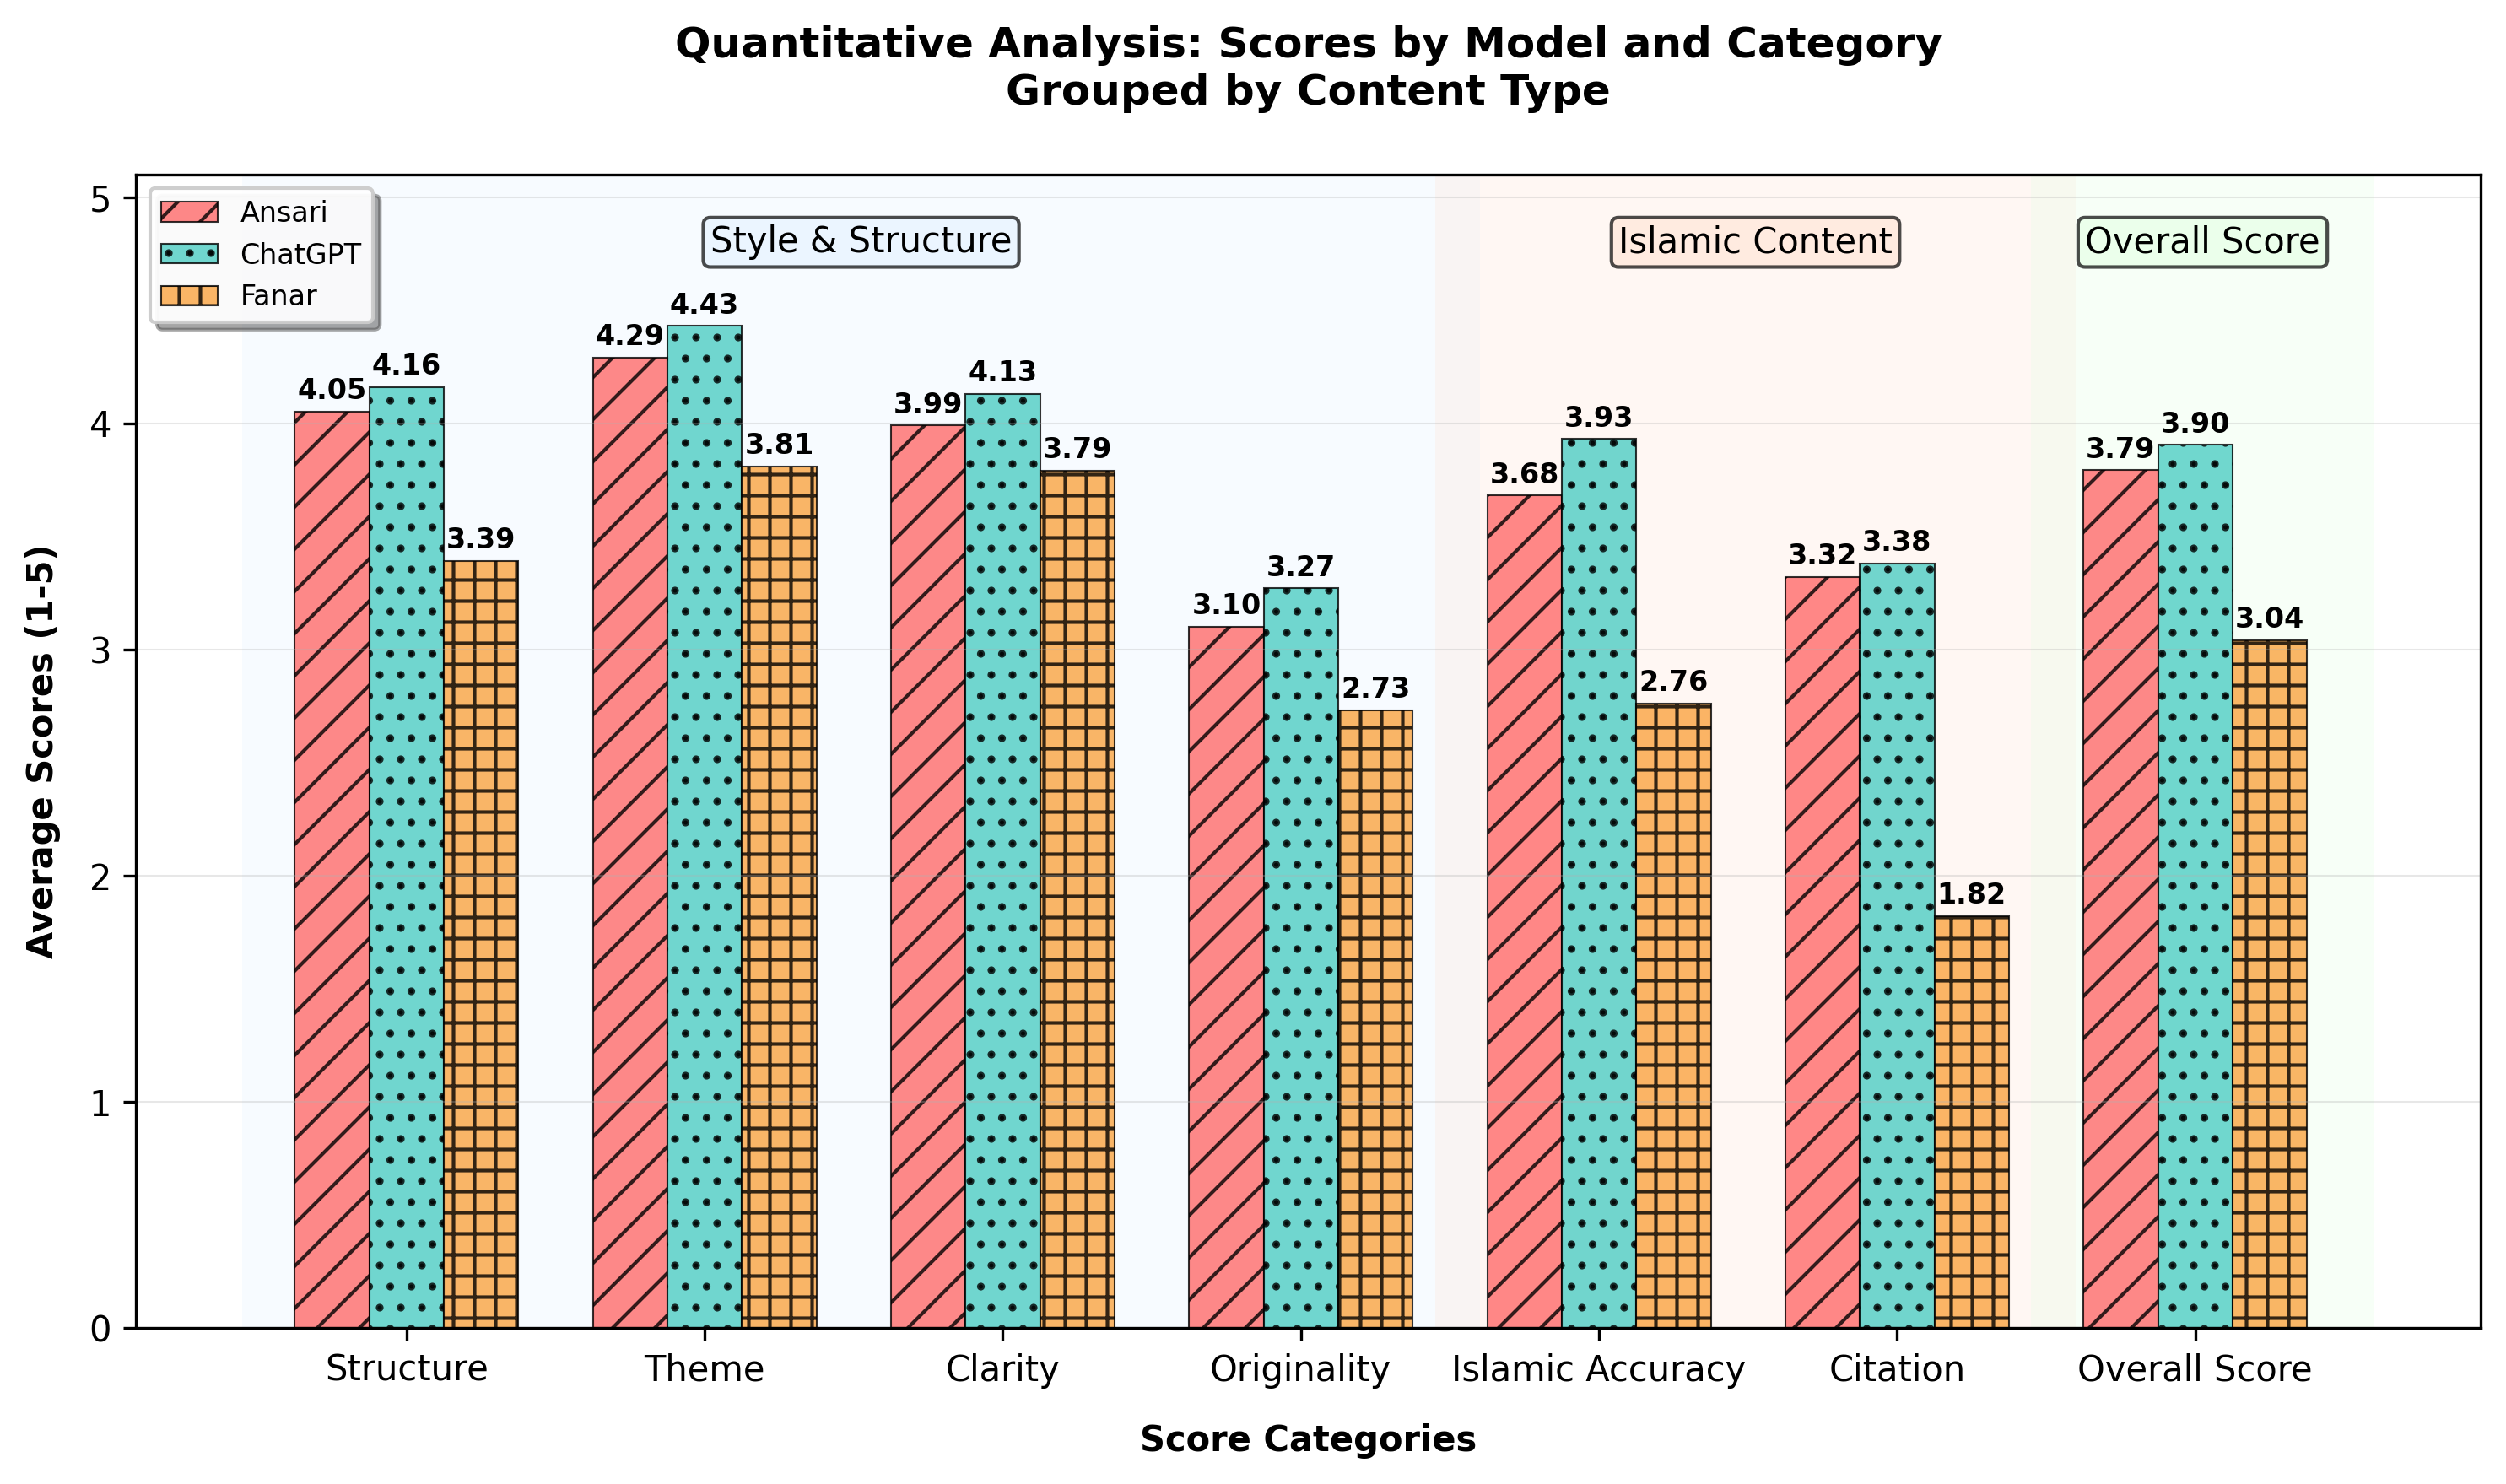 Quantitative Analysis: Scores by Model and Category
Grouped by Content Type
Ansari
ChatGPT
Fanar
Style & Structure
Islamic Content
Overall Score
Average Scores (1-5)
5
4
3
2
1
0
4.05
4.16
3.39
4.29
4.43
3.81
3.99
4.13
3.79
3.10
3.27
2.73
3.68
3.93
2.76
3.32
3.38
1.82
3.79
3.90
3.04
Structure
Theme
Clarity
Originality
Islamic Accuracy
Citation
Overall Score
Score Categories